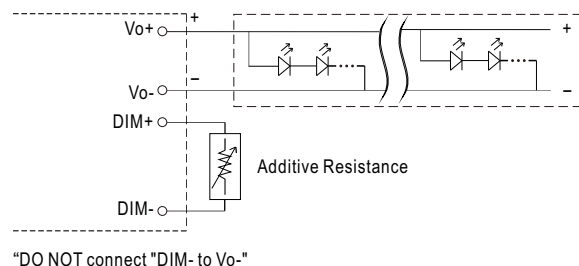 Vo+ + +
Vo- − −
DIM+
Additive Resistance
DIM-
“DO NOT connect "DIM- to Vo-"